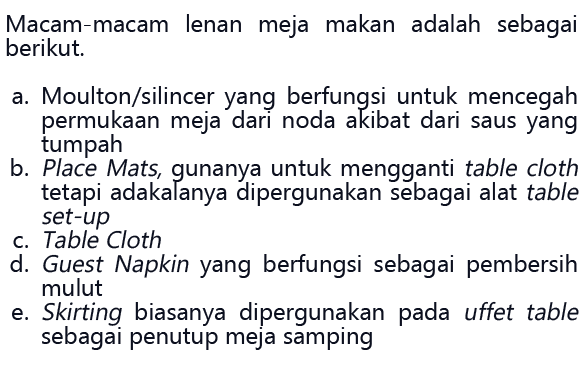 Macam-macam lenan meja makan adalah sebagai
berikut.
a. Moulton/silincer yang berfungsi untuk mencegah
permukaan meja dari noda akibat dari saus yang
tumpah
b. Place Mats, gunanya untuk mengganti table cloth
tetapi adakalanya dipergunakan sebagai alat table
set-up
c. Table Cloth
d. Guest Napkin yang berfungsi sebagai pembersih
mulut
e. Skirting biasanya dipergunakan pada uffet table
sebagai penutup meja samping